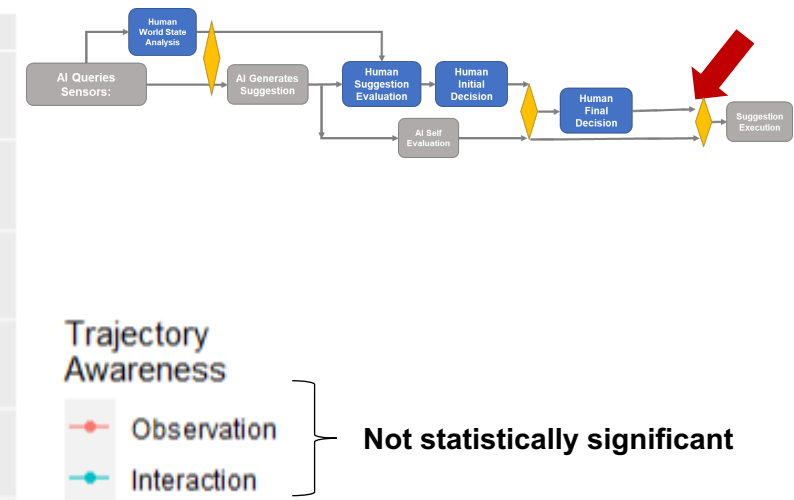 Human
World State
Analysis
AI Queries
Sensors:
AI Generates
Suggestion
Human
Suggestion
Evaluation
Human
Initial
Decision
Human
Final
Decision
AI Self
Evaluation
Suggestion
Execution
Trajectory
Awareness
Observation
Interaction
Not statistically significant